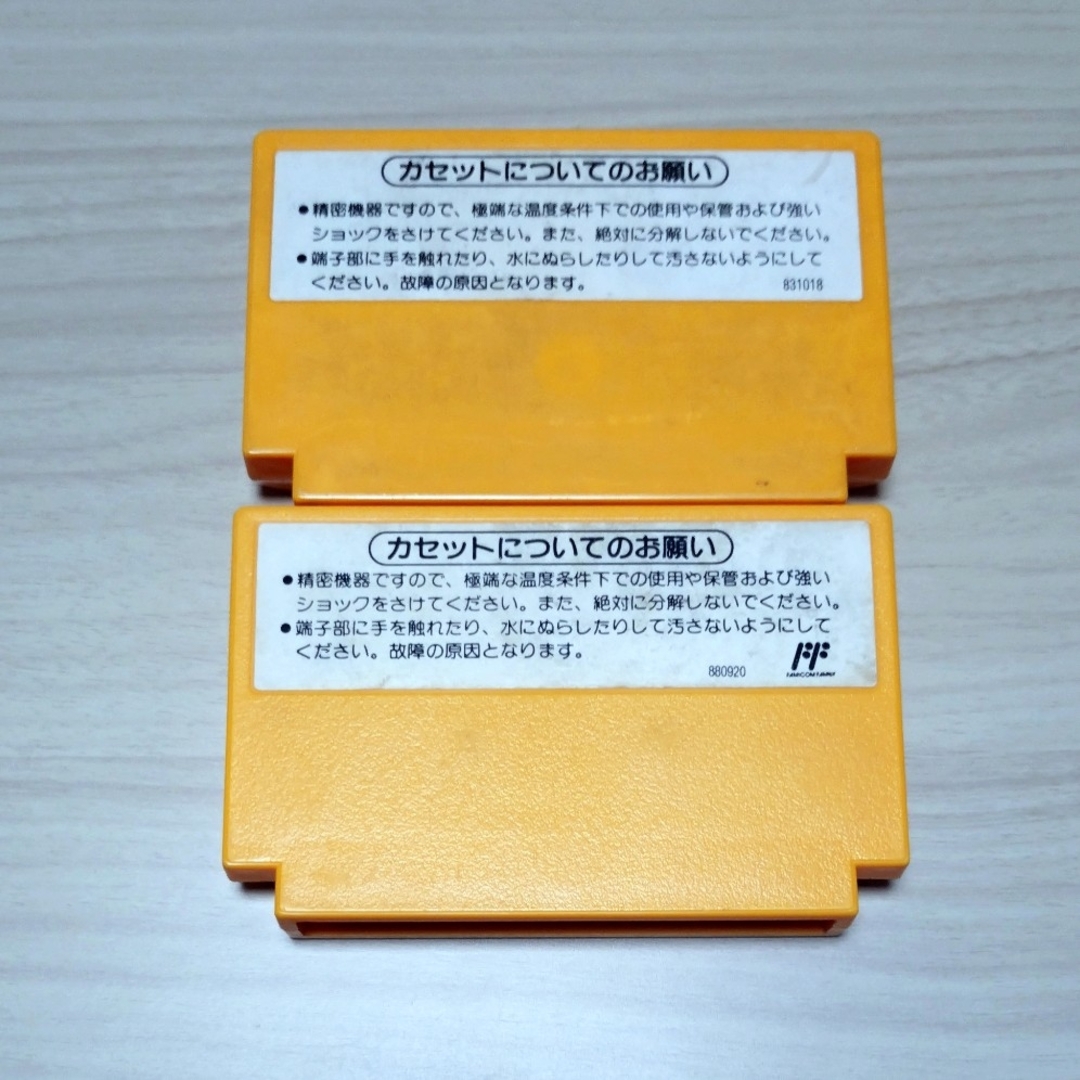 カセットについてのお願い
●精密機器ですので、極端な温度条件下での使用や保管および強い
ショックをさけてください。また、絶対に分解しないでください。
●端子部に手を触れたり、水にぬらしたりして汚さないようにして
ください。故障の原因となります。
831018
カセットについてのお願い
●精密機器ですので、極端な温度条件下での使用や保管および強い
ショックをさけてください。また、絶対に分解しないでください。
●端子部に手を触れたり、水にぬらしたりして汚さないようにして
ください。故障の原因となります。
880920
FF
FAMICOM FAMILY